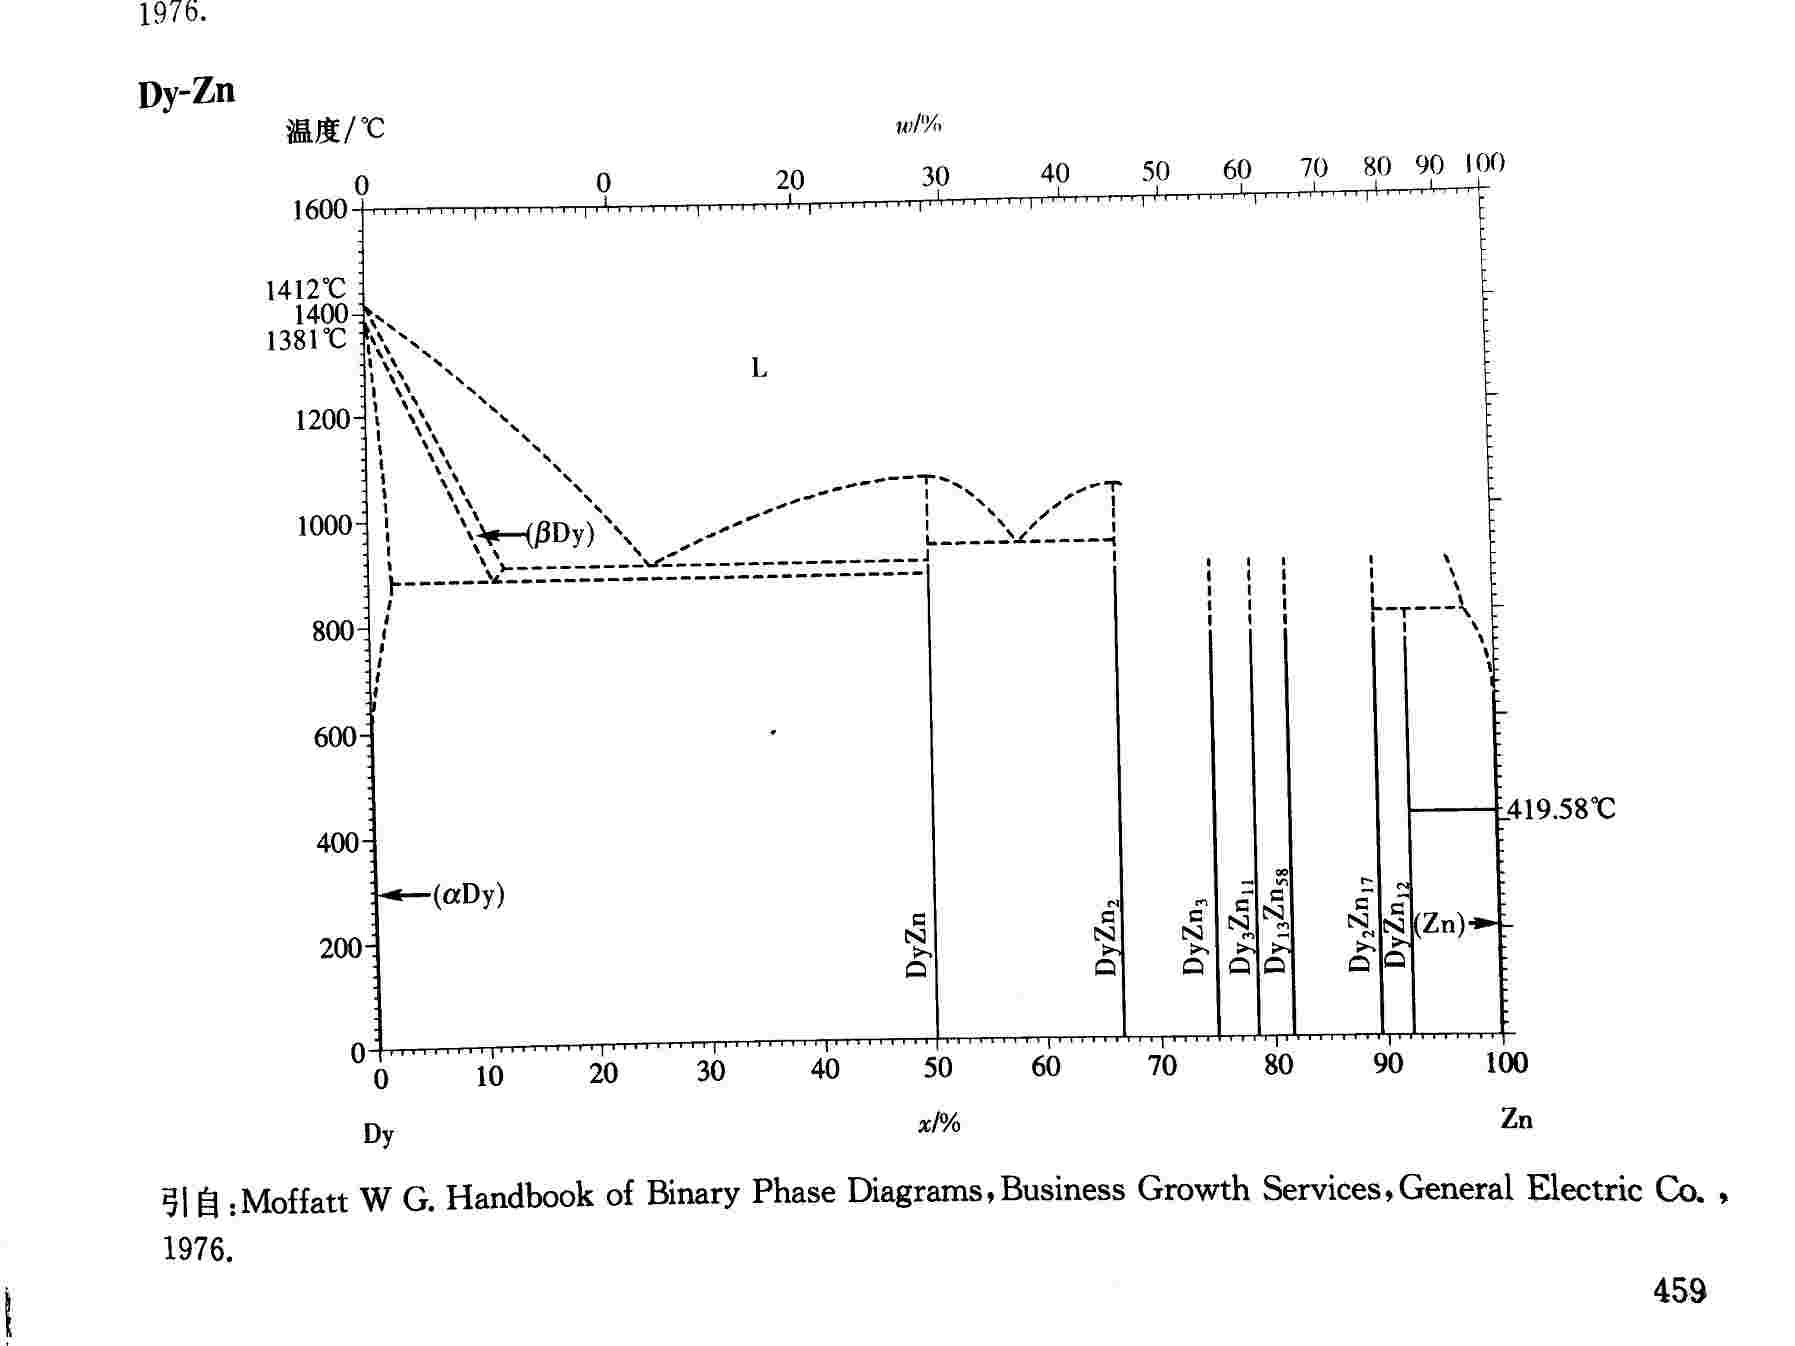 1976.
Dy-Zn
温度/℃
w/%
0 0 20 30 40 50 60 70 80 90 100
1600
1412℃
1400
1381℃
L
1200
1000
(βDy)
800
600
400
419.58℃
(αDy)
200
DyZn
DyZn₂
DyZn₃
Dy₃Zn₁₁
Dy₁₃Zn₅₈
Dy₂Zn₁₇
DyZn₁₂
(Zn)
0
0 10 20 30 40 50 60 70 80 90 100
Dy
x/%
Zn
引自:Moffatt W G. Handbook of Binary Phase Diagrams,Business Growth Services,General Electric Co.,
1976.
459